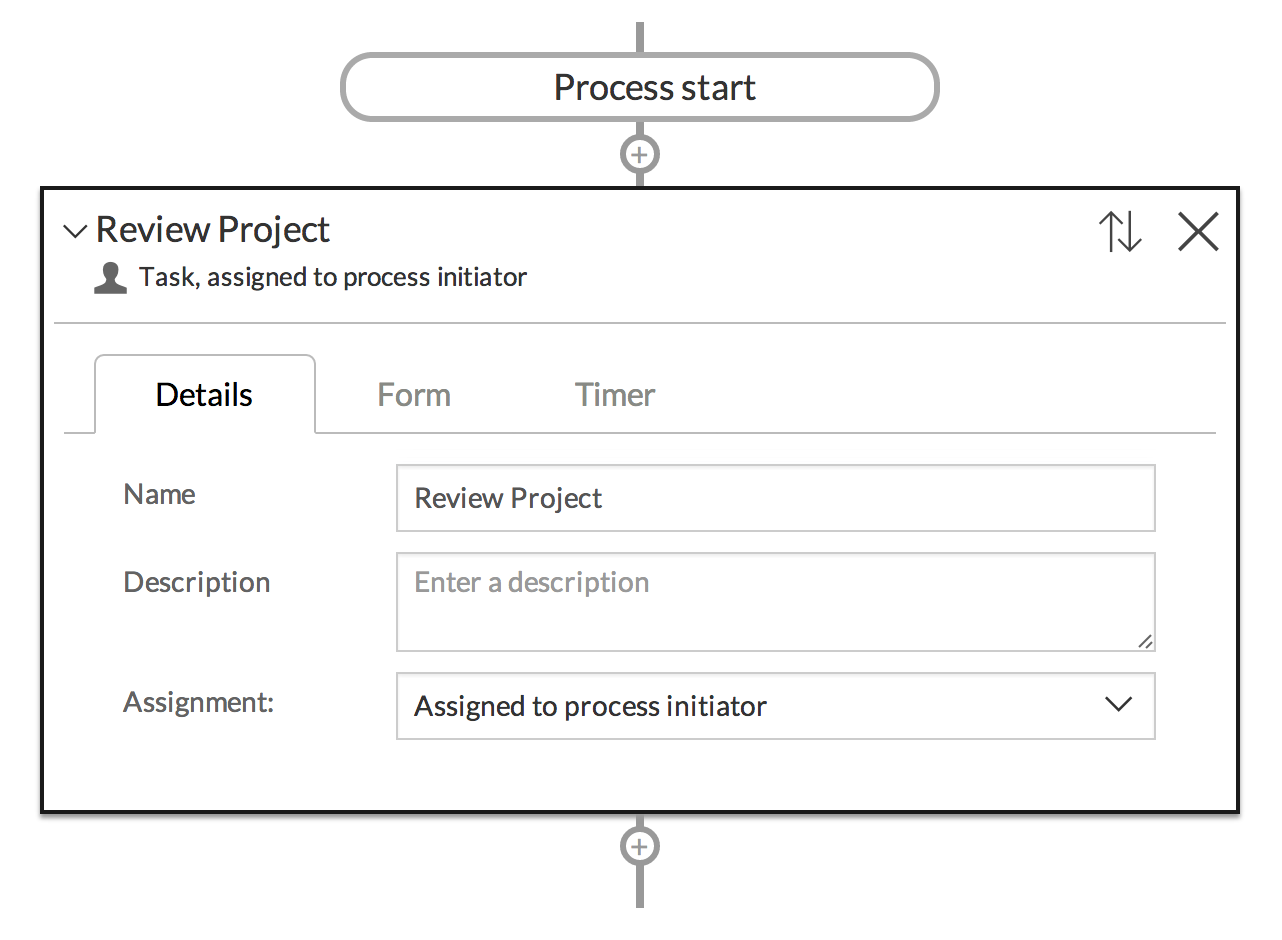 Process start
Review Project
Task, assigned to process initiator
Details Form Timer
Name Review Project
Description Enter a description
Assignment: Assigned to process initiator